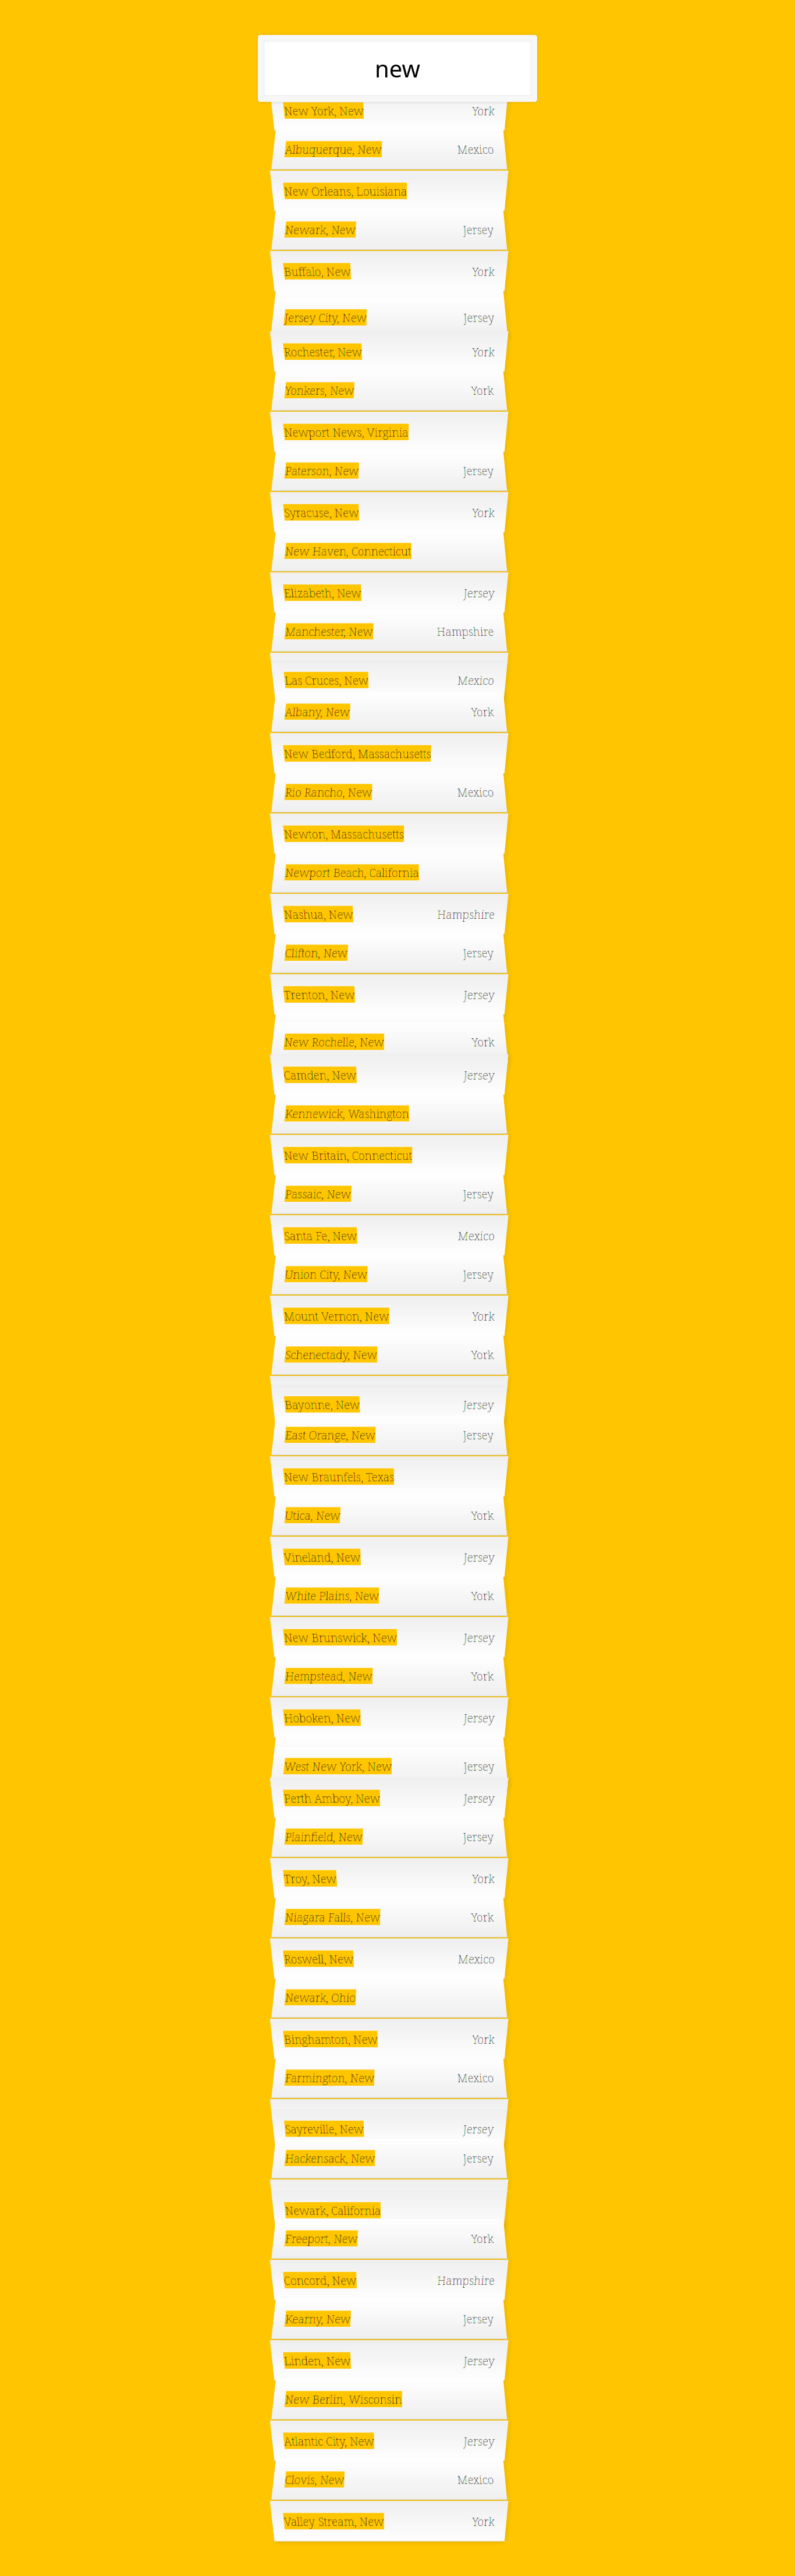 new
New York, New York
Albuquerque, New Mexico
New Orleans, Louisiana
Newark, New Jersey
Buffalo, New York
Jersey City, New Jersey
Rochester, New York
Yonkers, New York
Newport News, Virginia
Paterson, New Jersey
Syracuse, New York
New Haven, Connecticut
Elizabeth, New Jersey
Manchester, New Hampshire
Las Cruces, New Mexico
Albany, New York
New Bedford, Massachusetts
Rio Rancho, New Mexico
Newton, Massachusetts
Newport Beach, California
Nashua, New Hampshire
Clifton, New Jersey
Trenton, New Jersey
New Rochelle, New York
Camden, New Jersey
Kennewick, Washington
New Britain, Connecticut
Passaic, New Jersey
Santa Fe, New Mexico
Union City, New Jersey
Mount Vernon, New York
Schenectady, New York
Bayonne, New Jersey
East Orange, New Jersey
New Braunfels, Texas
Utica, New York
Vineland, New Jersey
White Plains, New York
New Brunswick, New Jersey
Hempstead, New York
Hoboken, New Jersey
West New York, New Jersey
Perth Amboy, New Jersey
Plainfield, New Jersey
Troy, New York
Niagara Falls, New York
Roswell, New Mexico
Newark, Ohio
Binghamton, New York
Farmington, New Mexico
Sayreville, New Jersey
Hackensack, New Jersey
Newark, California
Freeport, New York
Concord, New Hampshire
Kearny, New Jersey
Linden, New Jersey
New Berlin, Wisconsin
Atlantic City, New Jersey
Clovis, New Mexico
Valley Stream, New York